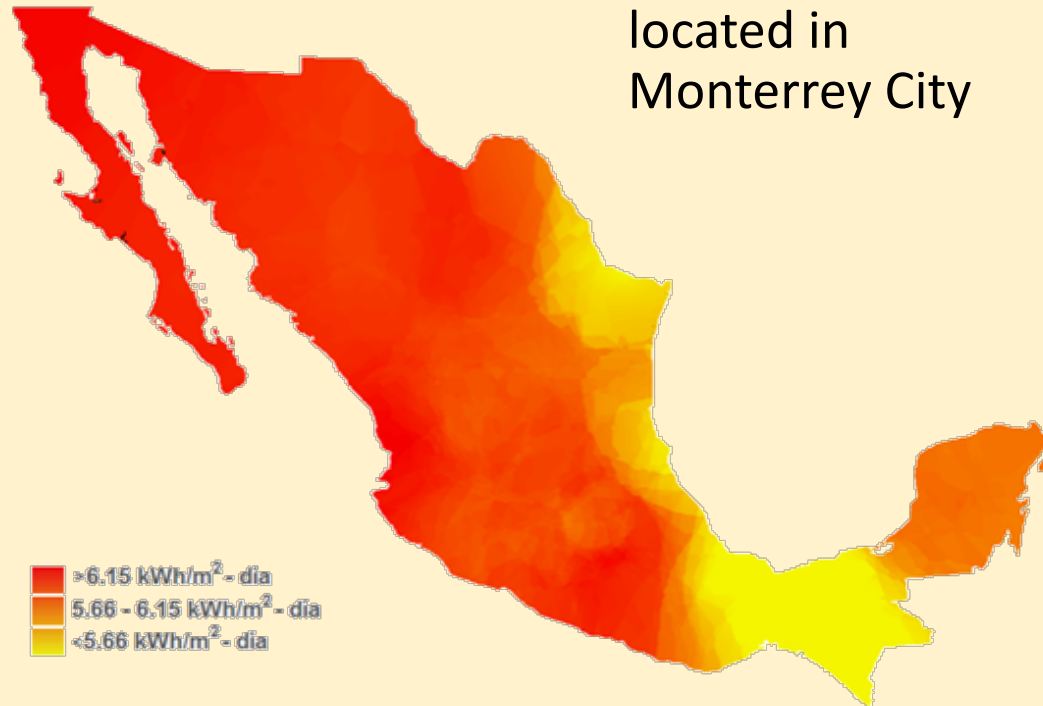 located in
Monterrey City
>6.15 kWh/m² - dia
5.66 - 6.15 kWh/m² - dia
<5.66 kWh/m² - dia